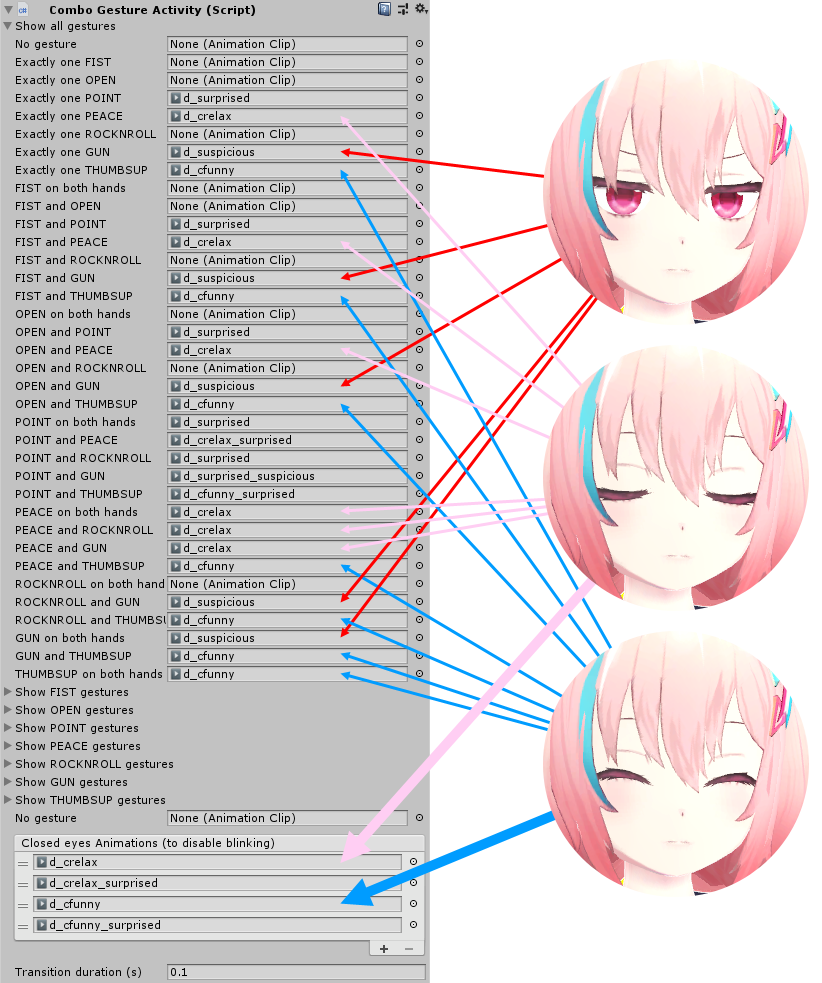 Combo Gesture Activity (Script)
Show all gestures
No gesture None (Animation Clip)
Exactly one FIST None (Animation Clip)
Exactly one OPEN None (Animation Clip)
Exactly one POINT d_surprised
Exactly one PEACE d_crelax
Exactly one ROCKNROLL None (Animation Clip)
Exactly one GUN d_suspicious
Exactly one THUMBSUP d_cfunny
FIST on both hands None (Animation Clip)
FIST and OPEN None (Animation Clip)
FIST and POINT d_surprised
FIST and PEACE d_crelax
FIST and ROCKNROLL None (Animation Clip)
FIST and GUN d_suspicious
FIST and THUMBSUP d_cfunny
OPEN on both hands None (Animation Clip)
OPEN and POINT d_surprised
OPEN and PEACE d_crelax
OPEN and ROCKNROLL None (Animation Clip)
OPEN and GUN d_suspicious
OPEN and THUMBSUP d_cfunny
POINT on both hands d_surprised
POINT and PEACE d_crelax_surprised
POINT and ROCKNROLL d_surprised
POINT and GUN d_surprised_suspicious
POINT and THUMBSUP d_cfunny_surprised
PEACE on both hands d_crelax
PEACE and ROCKNROLL d_crelax
PEACE and GUN d_crelax
PEACE and THUMBSUP d_cfunny
ROCKNROLL on both hand None (Animation Clip)
ROCKNROLL and GUN d_suspicious
ROCKNROLL and THUMBSU d_cfunny
GUN on both hands d_suspicious
GUN and THUMBSUP d_cfunny
THUMBSUP on both hands d_cfunny
Show FIST gestures
Show OPEN gestures
Show POINT gestures
Show PEACE gestures
Show ROCKNROLL gestures
Show GUN gestures
Show THUMBSUP gestures
No gesture None (Animation Clip)
Closed eyes Animations (to disable blinking)
d_crelax
d_crelax_surprised
d_cfunny
d_cfunny_surprised
+ −
Transition duration (s) 0.1